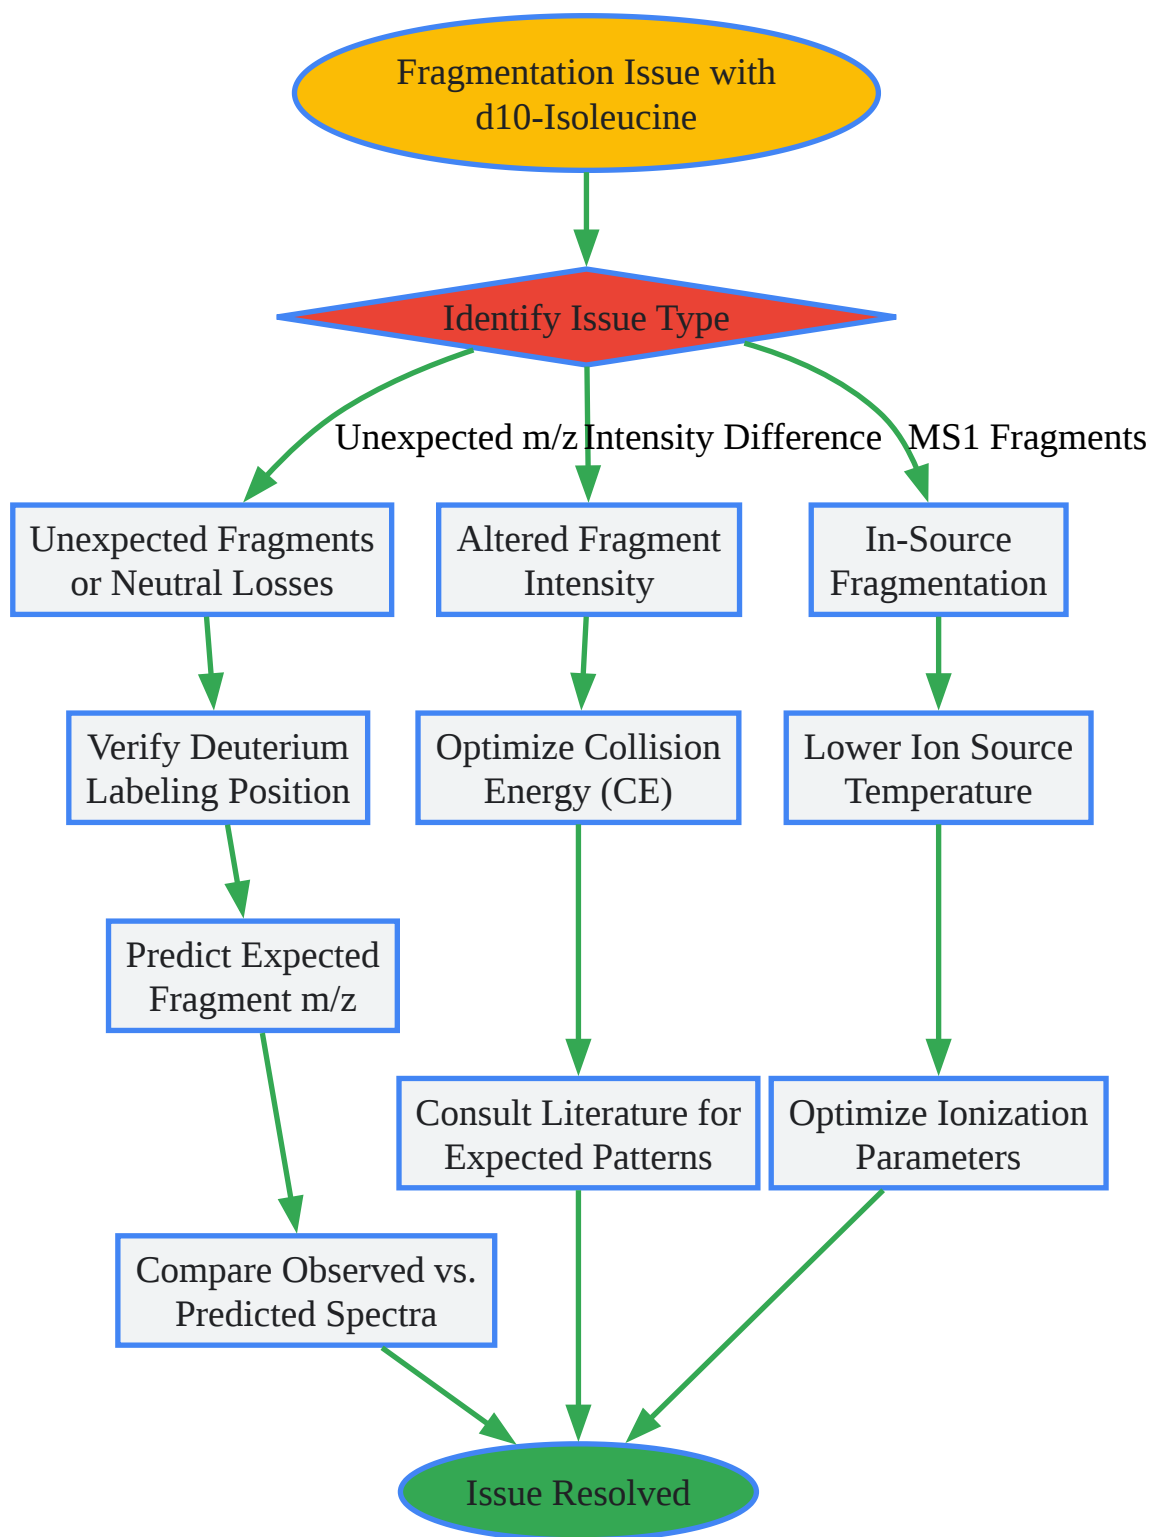 Fragmentation Issue with
d10-Isoleucine
Identify Issue Type
Unexpected m/z
Intensity Difference
MS1 Fragments
Unexpected Fragments
or Neutral Losses
Altered Fragment
Intensity
In-Source
Fragmentation
Verify Deuterium
Labeling Position
Optimize Collision
Energy (CE)
Lower Ion Source
Temperature
Predict Expected
Fragment m/z
Consult Literature for
Expected Patterns
Optimize Ionization
Parameters
Compare Observed vs.
Predicted Spectra
Issue Resolved